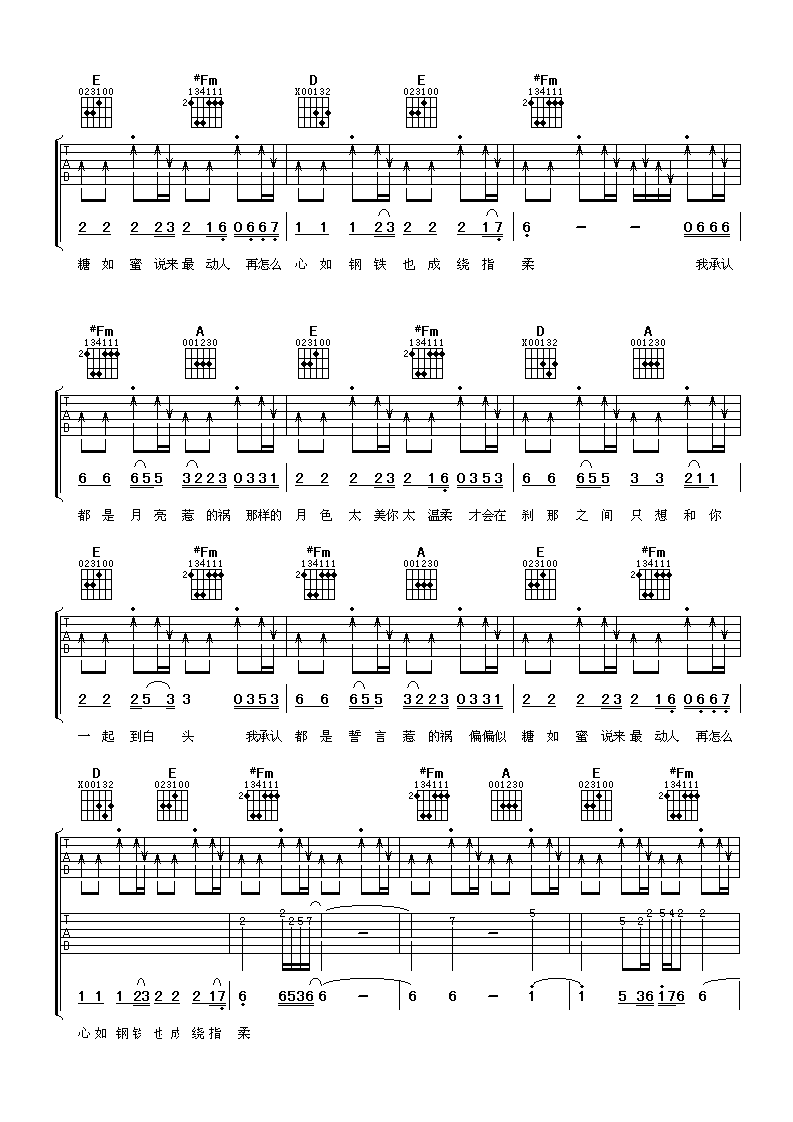 E #Fm D E #Fm
023100 134111 X00132 023100 134111
2 2
T
A
B
2 2 2 23 2 16 0667 1 1 1 23 2 2 2 17 6 - - 0666
糖 如 蜜 说来 最 动人 再怎么 心 如 钢 铁 也 成 绕 指 柔 我承认
#Fm A E #Fm D A
134111 001230 023100 134111 X00132 001230
2 2
T
A
B
6 6 655 3223 0331 2 2 2 23 2 16 0353 6 6 655 3 3 211
都 是 月 亮 惹 的祸 那样的 月 色 太 美你 太 温柔 才会在 刹 那 之 间 只 想 和 你
E #Fm #Fm A E #Fm
023100 134111 134111 001230 023100 134111
2 2 2
T
A
B
2 2 25 3 3 0353 6 6 655 3223 0331 2 2 2 23 2 16 0667
一 起 到白 头 我承认 都 是 誓 言 惹 的祸 偏偏似 糖 如 蜜 说来 最 动人 再怎么
D E #Fm #Fm A E #Fm
X00132 023100 134111 134111 001230 023100 134111
2 2 2
T
A
B
T
A
B
2 2 2 5 7 - 7 - 5 5 2 2 5 4 2 2
1 1 1 23 2 2 2 17 6 6536 6 - 6 6 - 1 1 5 36 176 6
心 如 钢 铁 也 成 绕 指 柔